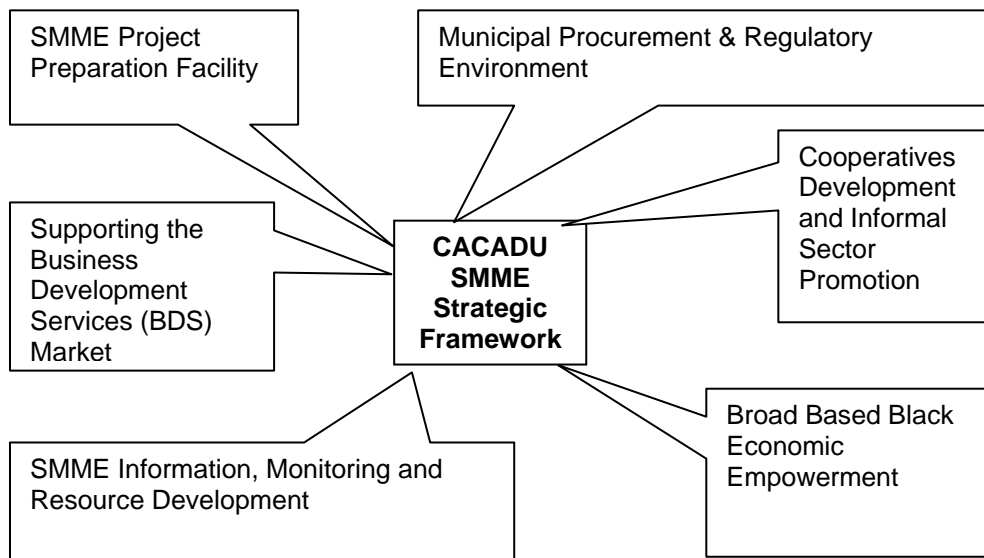 SMME Project
Preparation Facility
Municipal Procurement & Regulatory
Environment
Cooperatives
Development
and Informal
Sector
Promotion
Supporting the
Business
Development
Services (BDS)
Market
CACADU
SMME
Strategic
Framework
Broad Based Black
Economic
Empowerment
SMME Information, Monitoring and
Resource Development